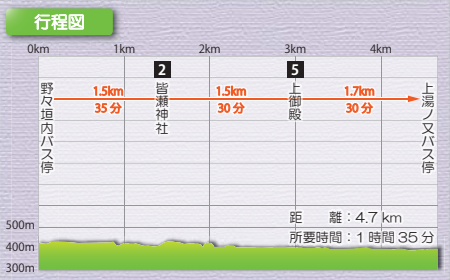 行程図
0km 1km 2km 3km 4km
2 5
野々垣内バス停
1.5km
35分
皆瀬神社
1.5km
30分
上御殿
1.7km
30分
上湯ノ又バス停
500m
400m
300m
距　離：4.7 km
所要時間：1時間35分